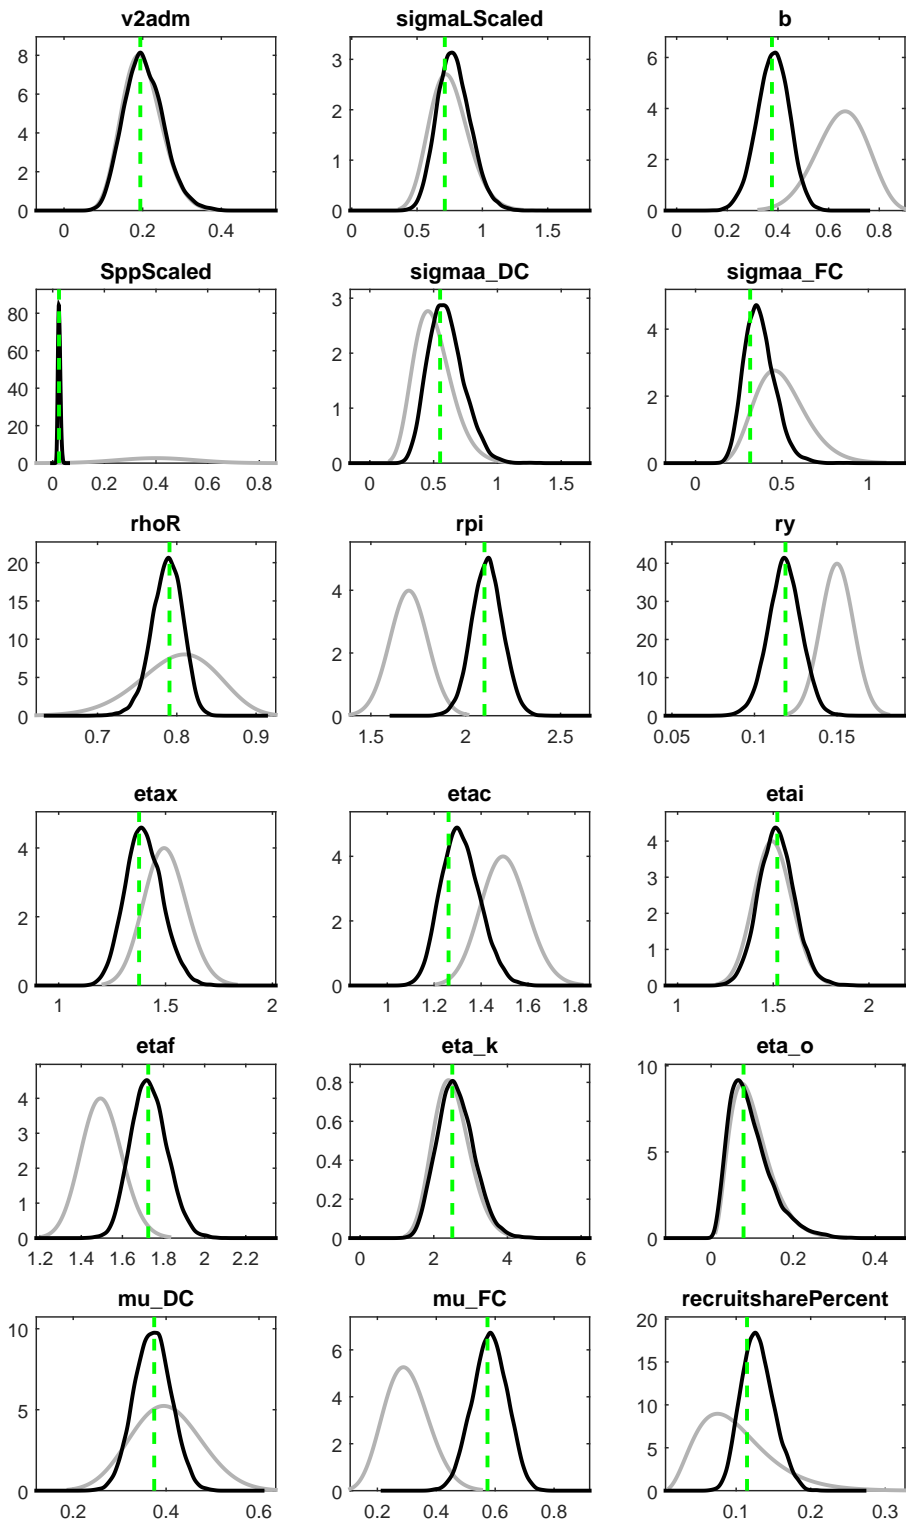 v2adm sigmaLScaled b
8 6 4 2 0
0 0.2 0.4
3 2 1 0
0 0.5 1 1.5
6 4 2 0
0 0.2 0.4 0.6 0.8
SppScaled sigmaa_DC sigmaa_FC
80 60 40 20 0
0 0.2 0.4 0.6 0.8
3 2 1 0
0 0.5 1 1.5
4 2 0
0 0.5 1
rhoR rpi ry
20 15 10 5 0
0.7 0.8 0.9
4 2 0
1.5 2 2.5
40 30 20 10 0
0.05 0.1 0.15
etax etac etai
4 2 0
1 1.5 2
4 2 0
1 1.2 1.4 1.6 1.8
4 3 2 1 0
1 1.5 2
etaf eta_k eta_o
4 3 2 1 0
1.2 1.4 1.6 1.8 2 2.2
0.8 0.6 0.4 0.2 0
0 2 4 6
10 5 0
0 0.2 0.4
mu_DC mu_FC recruitsharePercent
10 5 0
0.2 0.4 0.6
6 4 2 0
0.2 0.4 0.6 0.8
20 15 10 5 0
0.1 0.2 0.3